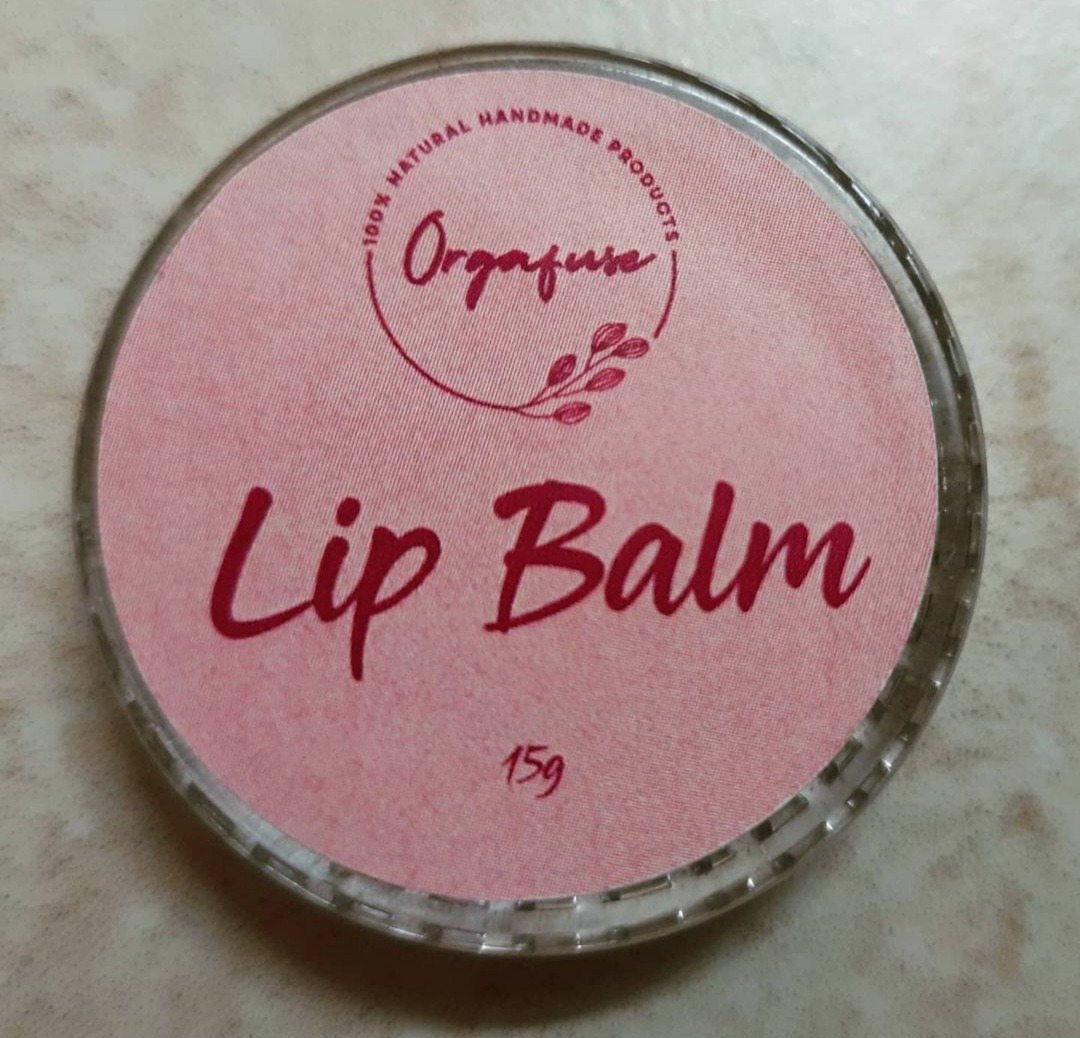 100% NATURAL HANDMADE PRODUCTS
Orgafuse
Lip Balm
15g